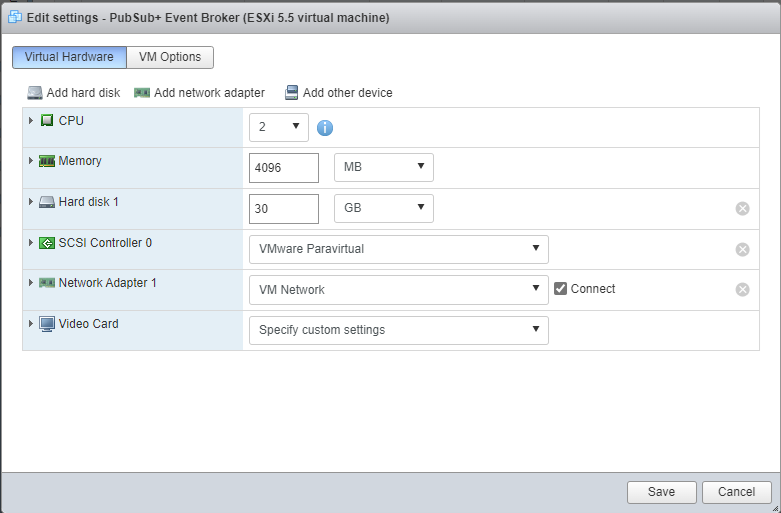 Edit settings - PubSub+ Event Broker (ESXi 5.5 virtual machine)
Virtual Hardware VM Options
Add hard disk Add network adapter Add other device
CPU 2
Memory 4096 MB
Hard disk 1 30 GB
SCSI Controller 0 VMware Paravirtual
Network Adapter 1 VM Network Connect
Video Card Specify custom settings
Save Cancel